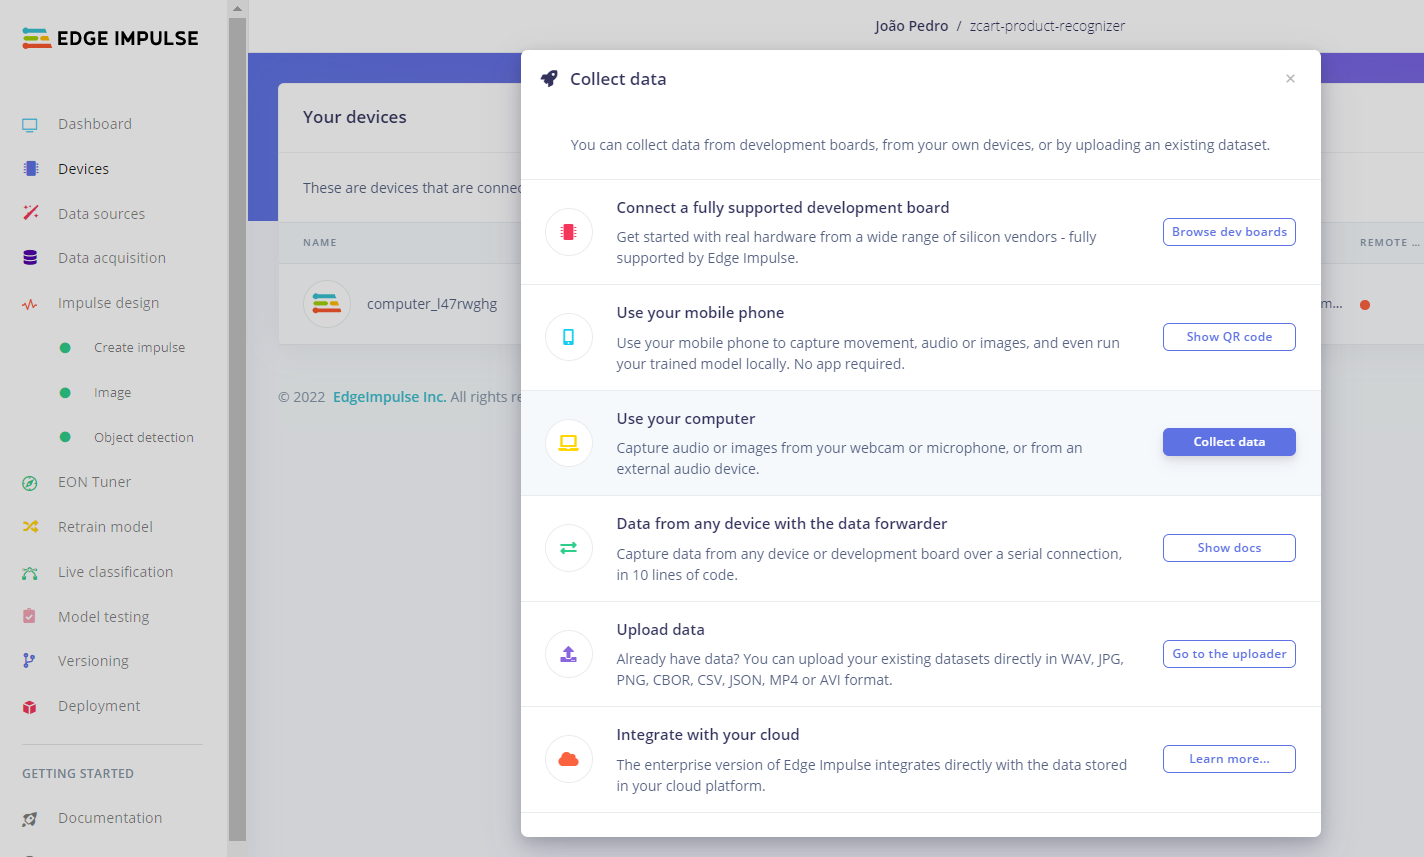 EDGE IMPULSE
Dashboard
Devices
Data sources
Data acquisition
Impulse design
Create impulse
Image
Object detection
EON Tuner
Retrain model
Live classification
Model testing
Versioning
Deployment
GETTING STARTED
Documentation
João Pedro / zcart-product-recognizer
Your devices
These are devices that are connec
NAME
REMOTE ...
computer_l47rwghg
m...
© 2022 EdgeImpulse Inc. All rights re
Collect data
×
You can collect data from development boards, from your own devices, or by uploading an existing dataset.
Connect a fully supported development board
Get started with real hardware from a wide range of silicon vendors - fully
supported by Edge Impulse.
Browse dev boards
Use your mobile phone
Use your mobile phone to capture movement, audio or images, and even run
your trained model locally. No app required.
Show QR code
Use your computer
Capture audio or images from your webcam or microphone, or from an
external audio device.
Collect data
Data from any device with the data forwarder
Capture data from any device or development board over a serial connection,
in 10 lines of code.
Show docs
Upload data
Already have data? You can upload your existing datasets directly in WAV, JPG,
PNG, CBOR, CSV, JSON, MP4 or AVI format.
Go to the uploader
Integrate with your cloud
The enterprise version of Edge Impulse integrates directly with the data stored
in your cloud platform.
Learn more...